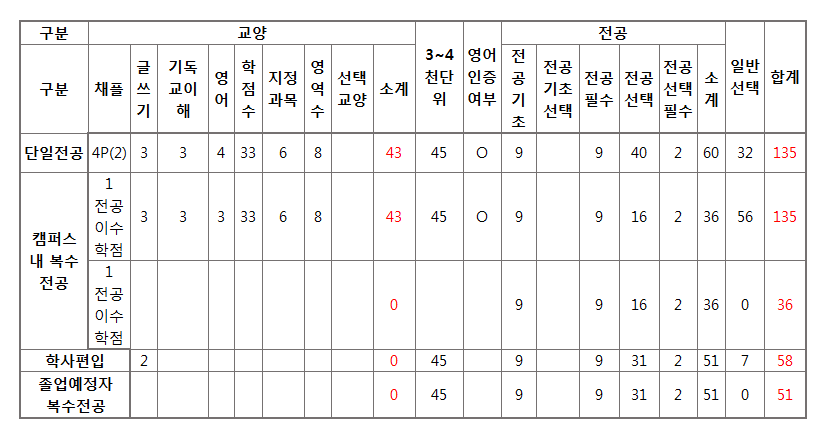 구분 교양 3~4천단위 영어인증여부 전공 일반선택 합계
구분 채플 글쓰기 기독교이해 영어 학점수 지정과목 영역수 선택교양 소계 전공기초 전공기초선택 전공필수 전공선택 전공선택필수 소계
단일전공 4P(2) 3 3 4 33 6 8 43 45 O 9 9 40 2 60 32 135
캠퍼스내 복수전공 1전공이수학점 3 3 3 33 6 8 43 45 O 9 9 16 2 36 56 135
1전공이수학점 0 9 9 16 2 36 0 36
학사편입 2 0 45 9 9 31 2 51 7 58
졸업예정자 복수전공 0 45 9 9 31 2 51 0 51